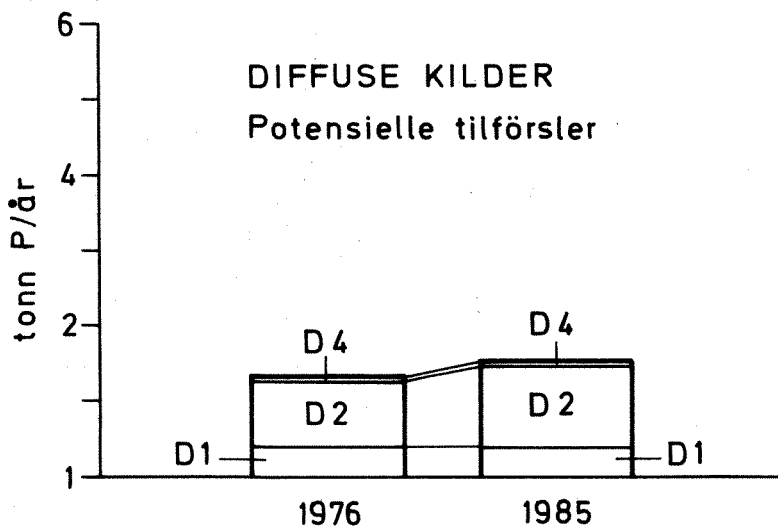 6
DIFFUSE KILDER
Potensielle tilförsler
4
tonn P/år
2
D4
D4
D2
D2
D1
D1
1
1976
1985